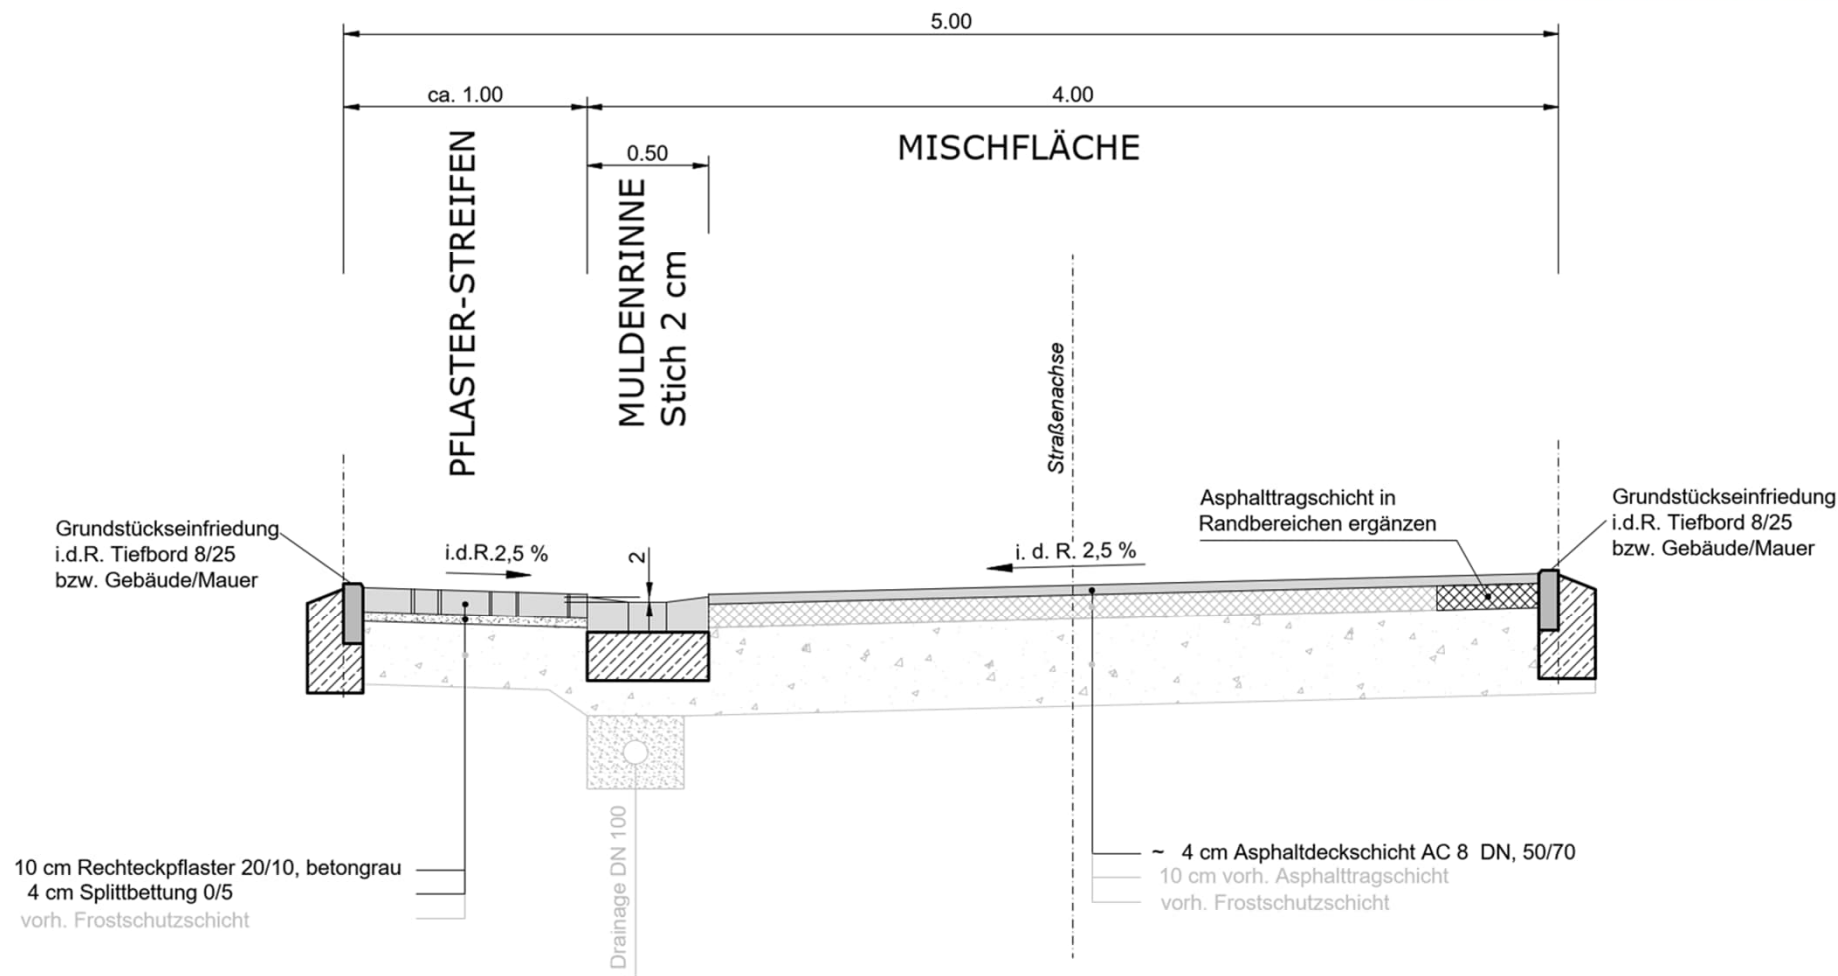 5.00
ca. 1.00
4.00
MISCHFLÄCHE
0.50
PFLASTER-STREIFEN
MULDENRINNE
Stich 2 cm
Straßenachse
Grundstückseinfriedung
i.d.R. Tiefbord 8/25
bzw. Gebäude/Mauer
i.d.R.2,5 %
2
i. d. R. 2,5 %
Asphalttragschicht in
Randbereichen ergänzen
Grundstückseinfriedung
i.d.R. Tiefbord 8/25
bzw. Gebäude/Mauer
10 cm Rechteckpflaster 20/10, betongrau
4 cm Splittbettung 0/5
vorh. Frostschutzschicht
Drainage DN 100
~ 4 cm Asphaltdeckschicht AC 8 DN, 50/70
10 cm vorh. Asphalttragschicht
vorh. Frostschutzschicht